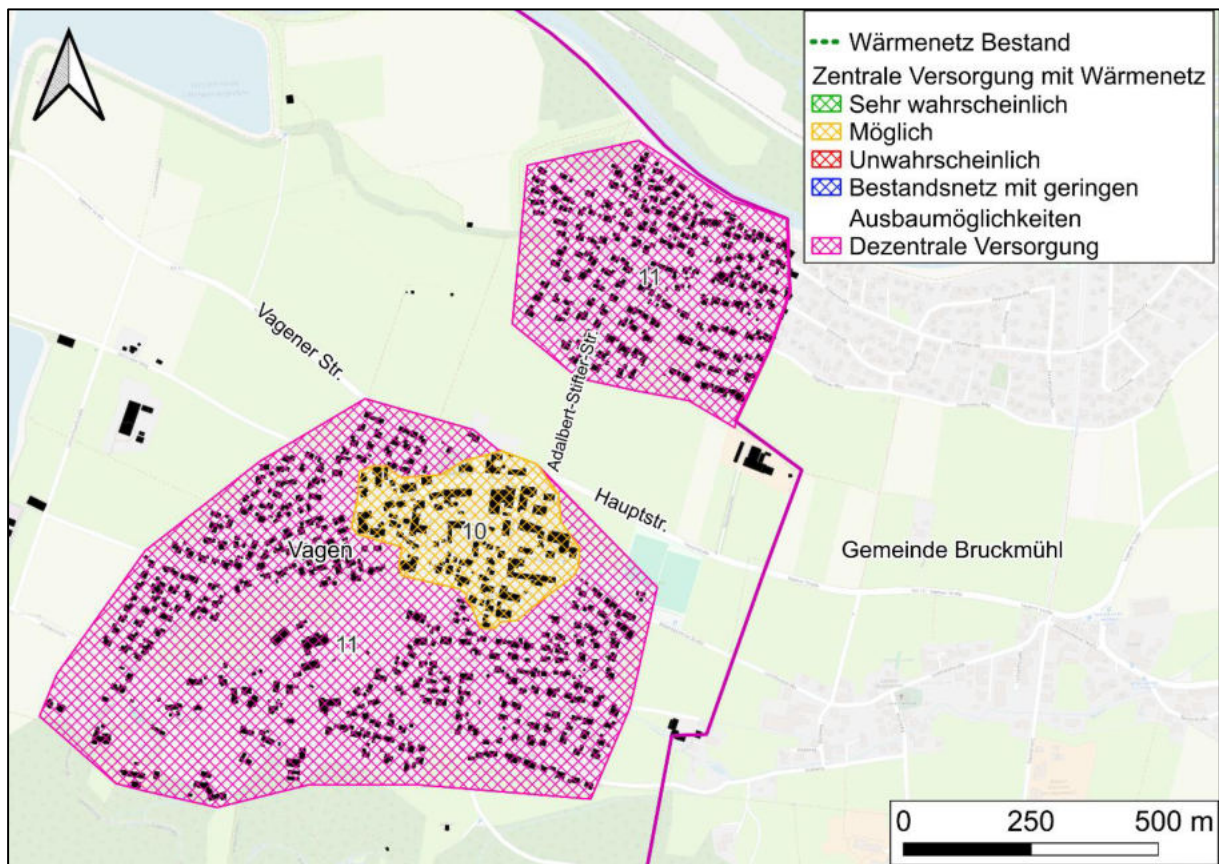 Wärmenetz Bestand
Zentrale Versorgung mit Wärmenetz
Sehr wahrscheinlich
Möglich
Unwahrscheinlich
Bestandsnetz mit geringen
Ausbaumöglichkeiten
Dezentrale Versorgung
11
Vagener Str.
Adalbert-Stifter-Str.
Hauptstr.
10
Vagen
Gemeinde Bruckmühl
11
0 250 500 m